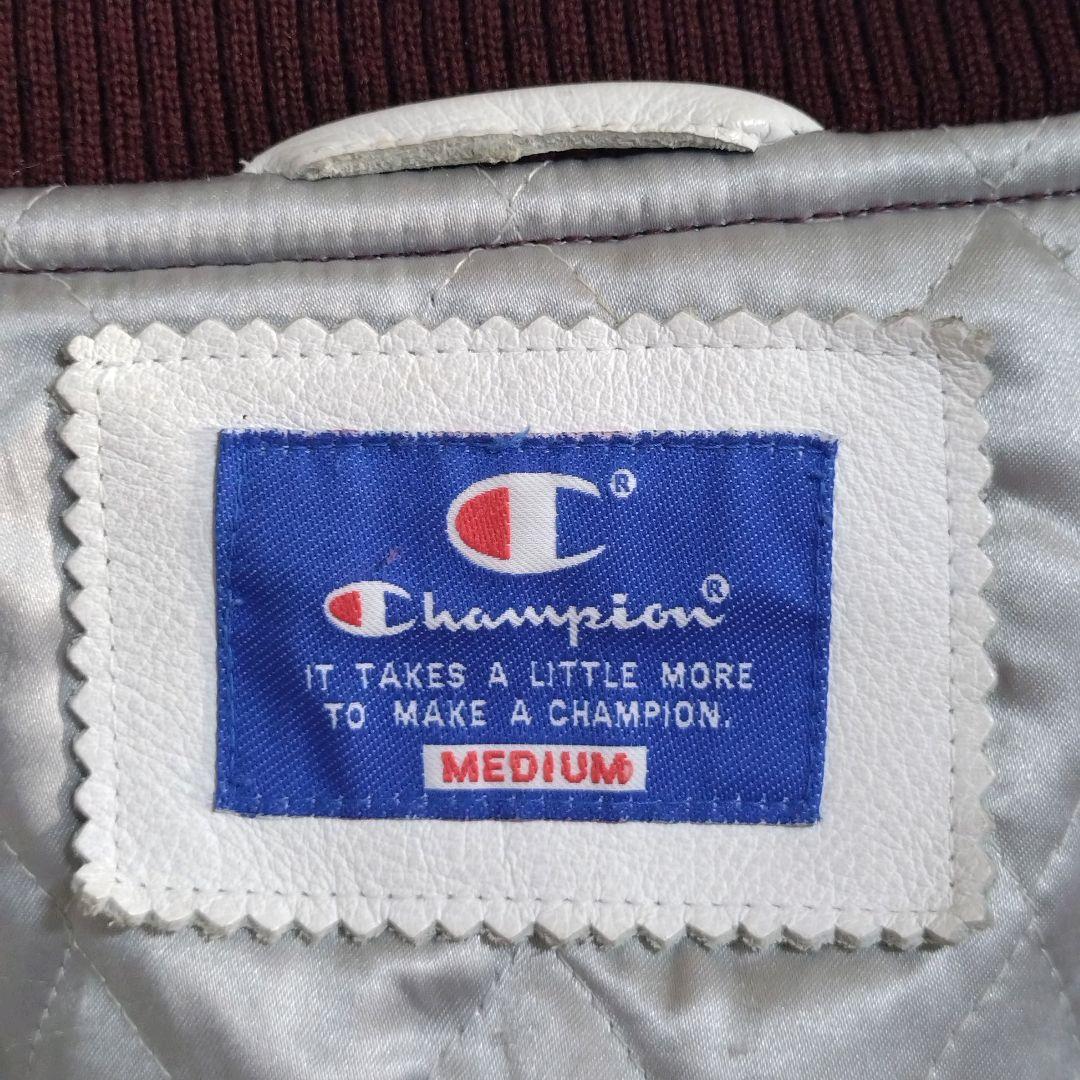 C®
Champion®
IT TAKES A LITTLE MORE
TO MAKE A CHAMPION.
MEDIUM